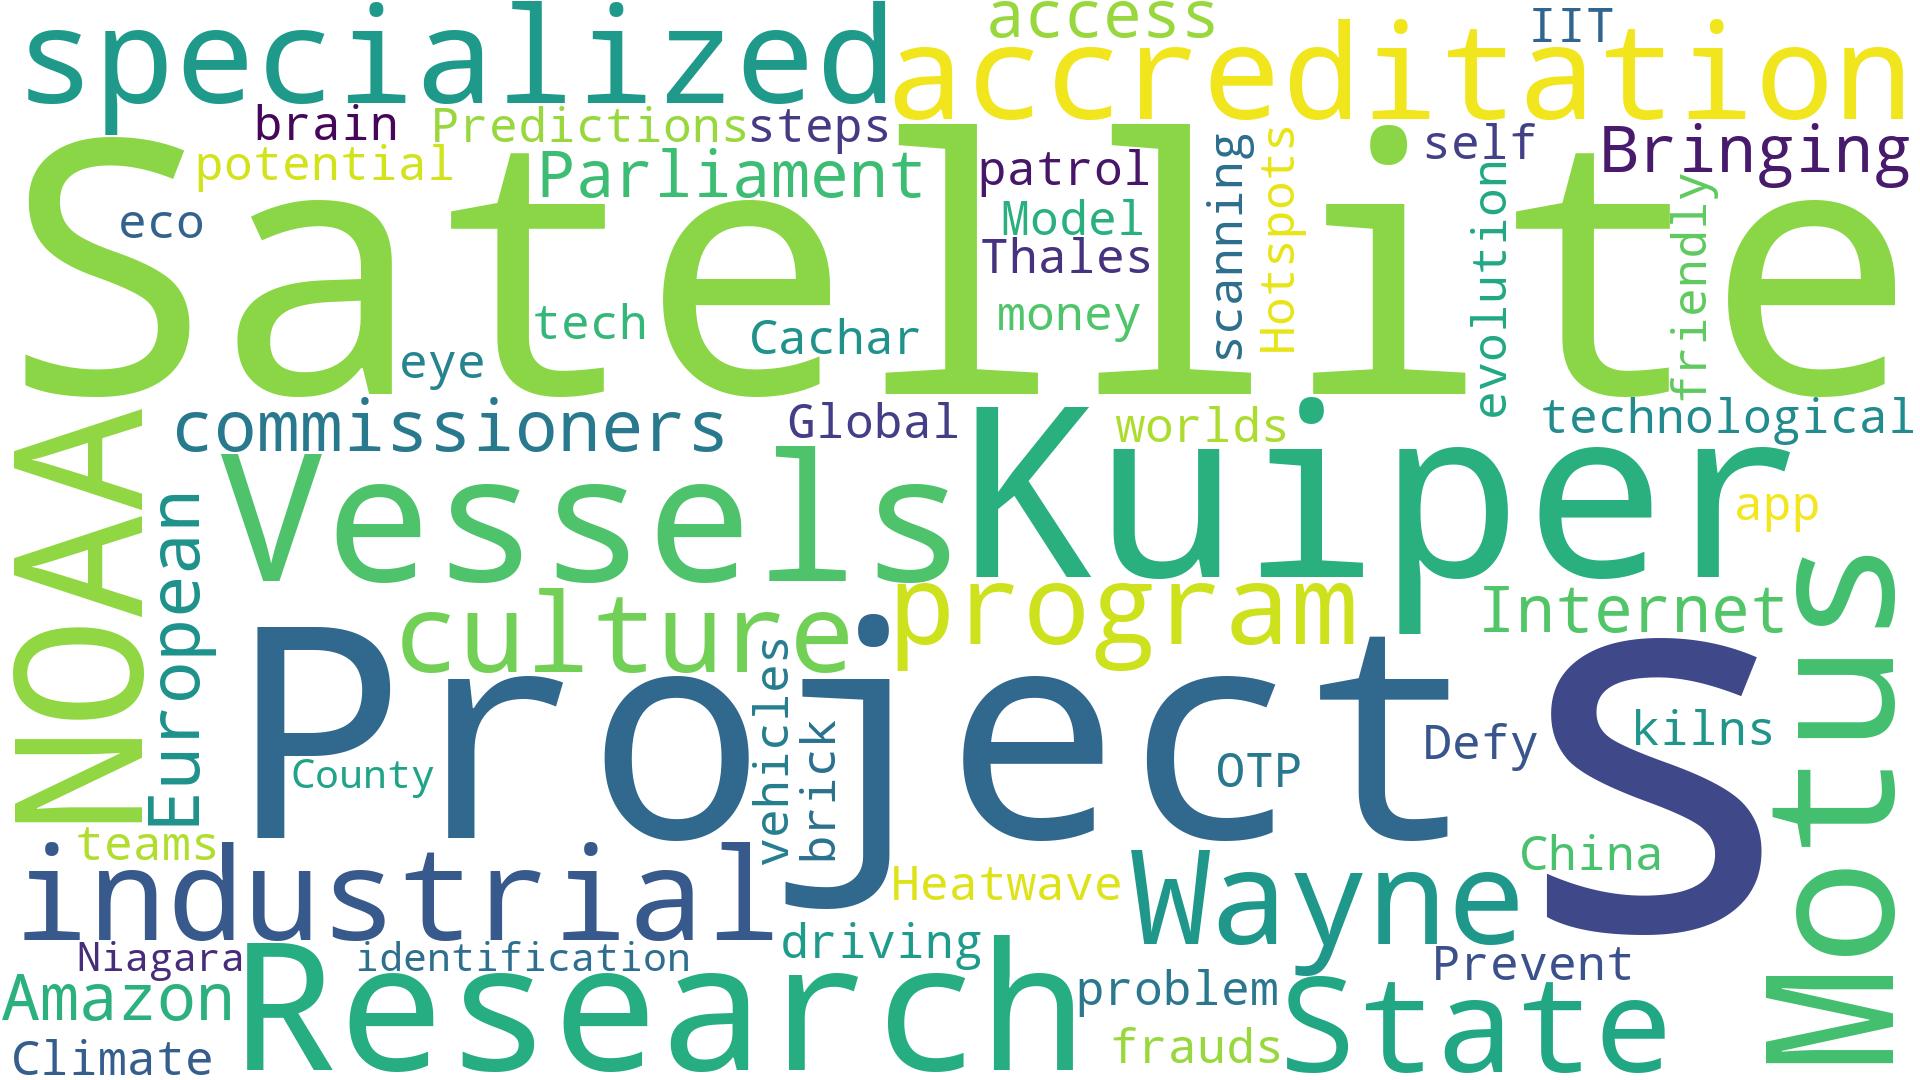 specialized
access
accreditation
IIT
brain
Predictions
steps
potential
Parliament
patrol
self
Bringing
Satellite
eco
Model
Thales
scanning
Hotspots
evolution
friendly
tech
Cachar
money
eye
commissioners
Global
worlds
technological
NOAA
European
Vessels
Kuiper
app
culture
program
Internet
Motus
Project
S
vehicles
brick
County
OTP
Defy
kilns
teams
industrial
Heatwave
Wayne
China
Niagara
identification
driving
Prevent
Amazon
Research
problem
State
Climate
frauds